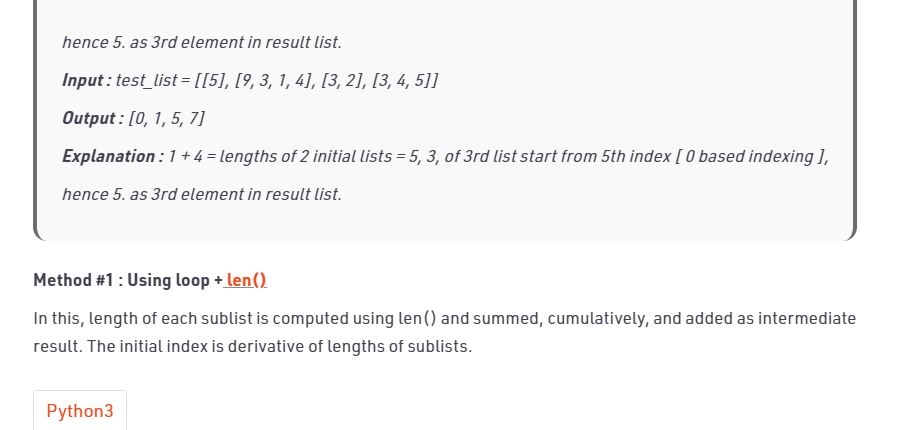 hence 5. as 3rd element in result list.
Input : test_list = [[5], [9, 3, 1, 4], [3, 2], [3, 4, 5]]
Output : [0, 1, 5, 7]
Explanation : 1 + 4 = lengths of 2 initial lists = 5, 3, of 3rd list start from 5th index [ 0 based indexing ],
hence 5. as 3rd element in result list.
Method #1 : Using loop + len()
In this, length of each sublist is computed using len() and summed, cumulatively, and added as intermediate
result. The initial index is derivative of lengths of sublists.
Python3